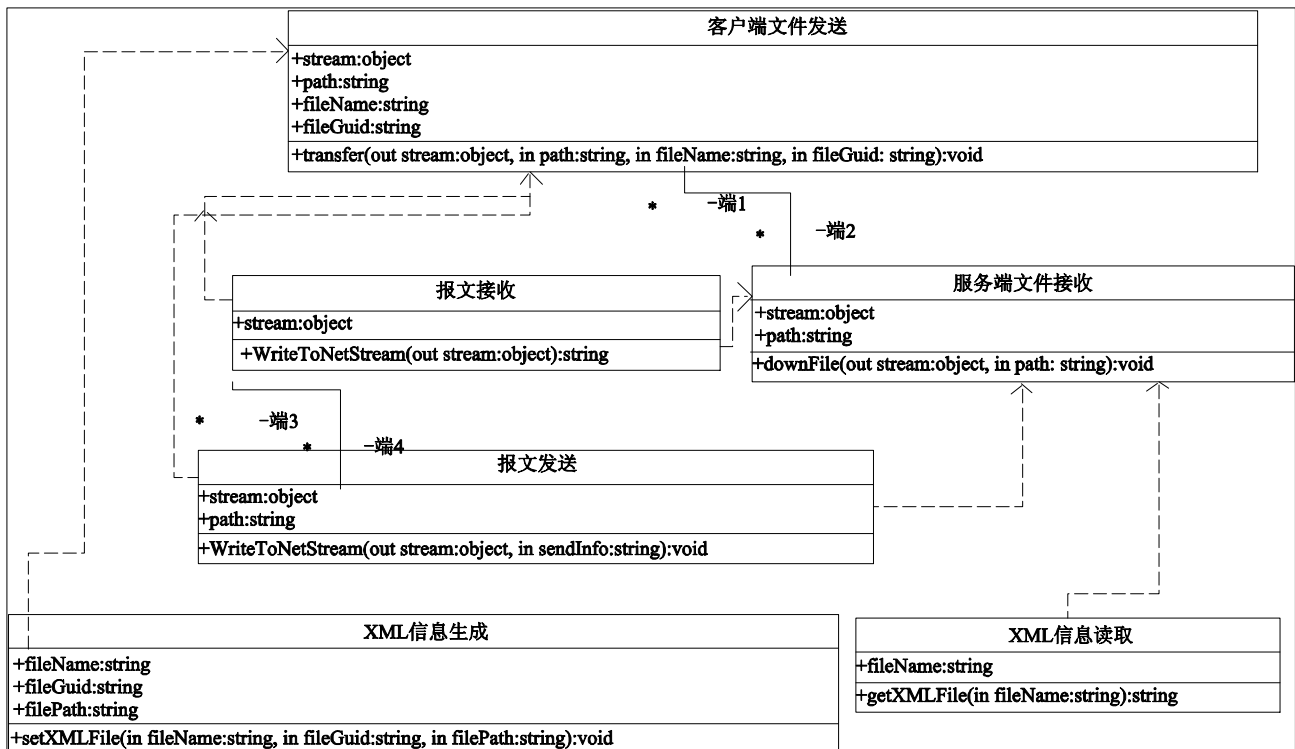 客户端文件发送
+stream:object
+path:string
+fileName:string
+fileGuid:string
+transfer(out stream:object, in path:string, in fileName:string, in fileGuid: string):void
* -端1
* -端2
报文接收
+stream:object
+WriteToNetStream(out stream:object):string
服务端文件接收
+stream:object
+path:string
+downFile(out stream:object, in path: string):void
* -端3
* -端4
报文发送
+stream:object
+path:string
+WriteToNetStream(out stream:object, in sendInfo:string):void
XML信息生成
+fileName:string
+fileGuid:string
+filePath:string
+setXMLFile(in fileName:string, in fileGuid:string, in filePath:string):void
XML信息读取
+fileName:string
+getXMLFile(in fileName:string):string